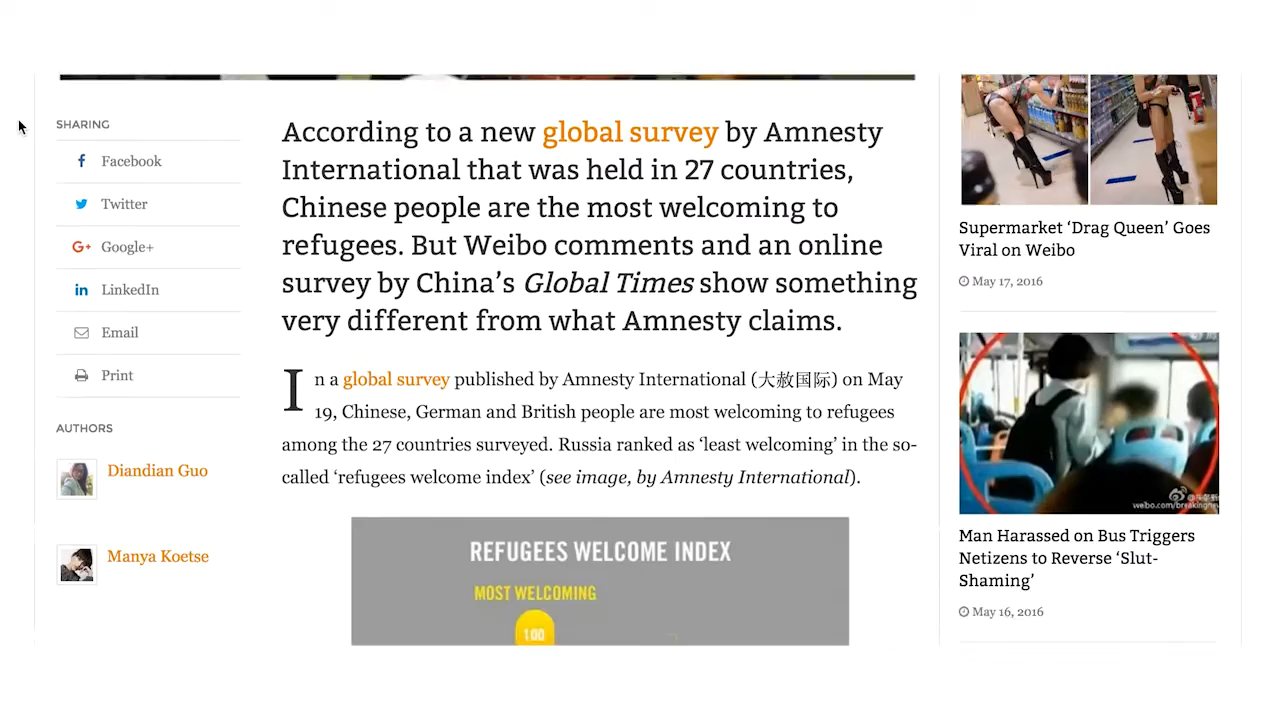 SHARING
Facebook
Twitter
G+ Google+
in LinkedIn
Email
Print
AUTHORS
Diandian Guo
Manya Koetse
According to a new global survey by Amnesty
International that was held in 27 countries,
Chinese people are the most welcoming to
refugees. But Weibo comments and an online
survey by China’s Global Times show something
very different from what Amnesty claims.
In a global survey published by Amnesty International (大赦国际) on May
19, Chinese, German and British people are most welcoming to refugees
among the 27 countries surveyed. Russia ranked as ‘least welcoming’ in the so-
called ‘refugees welcome index’ (see image, by Amnesty International).
REFUGEES WELCOME INDEX
MOST WELCOMING
100
Supermarket ‘Drag Queen’ Goes
Viral on Weibo
May 17, 2016
weibo.com/breakingnew
Man Harassed on Bus Triggers
Netizens to Reverse ‘Slut-
Shaming’
May 16, 2016